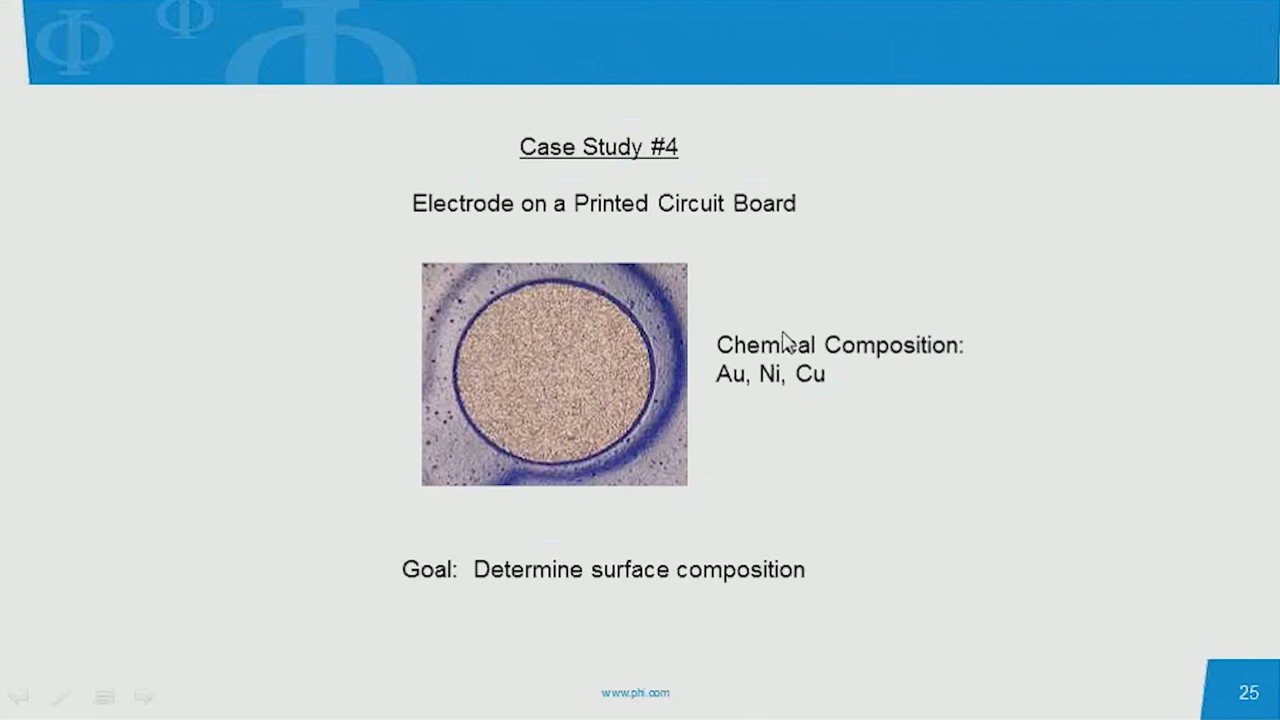 Case Study #4
Electrode on a Printed Circuit Board
Chemical Composition:
Au, Ni, Cu
Goal: Determine surface composition
www.phi.com
25